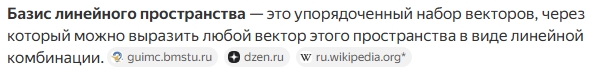 Базис линейного пространства — это упорядоченный набор векторов, через
который можно выразить любой вектор этого пространства в виде линейной
комбинации. guimc.bmstu.ru dzen.ru W ru.wikipedia.org*